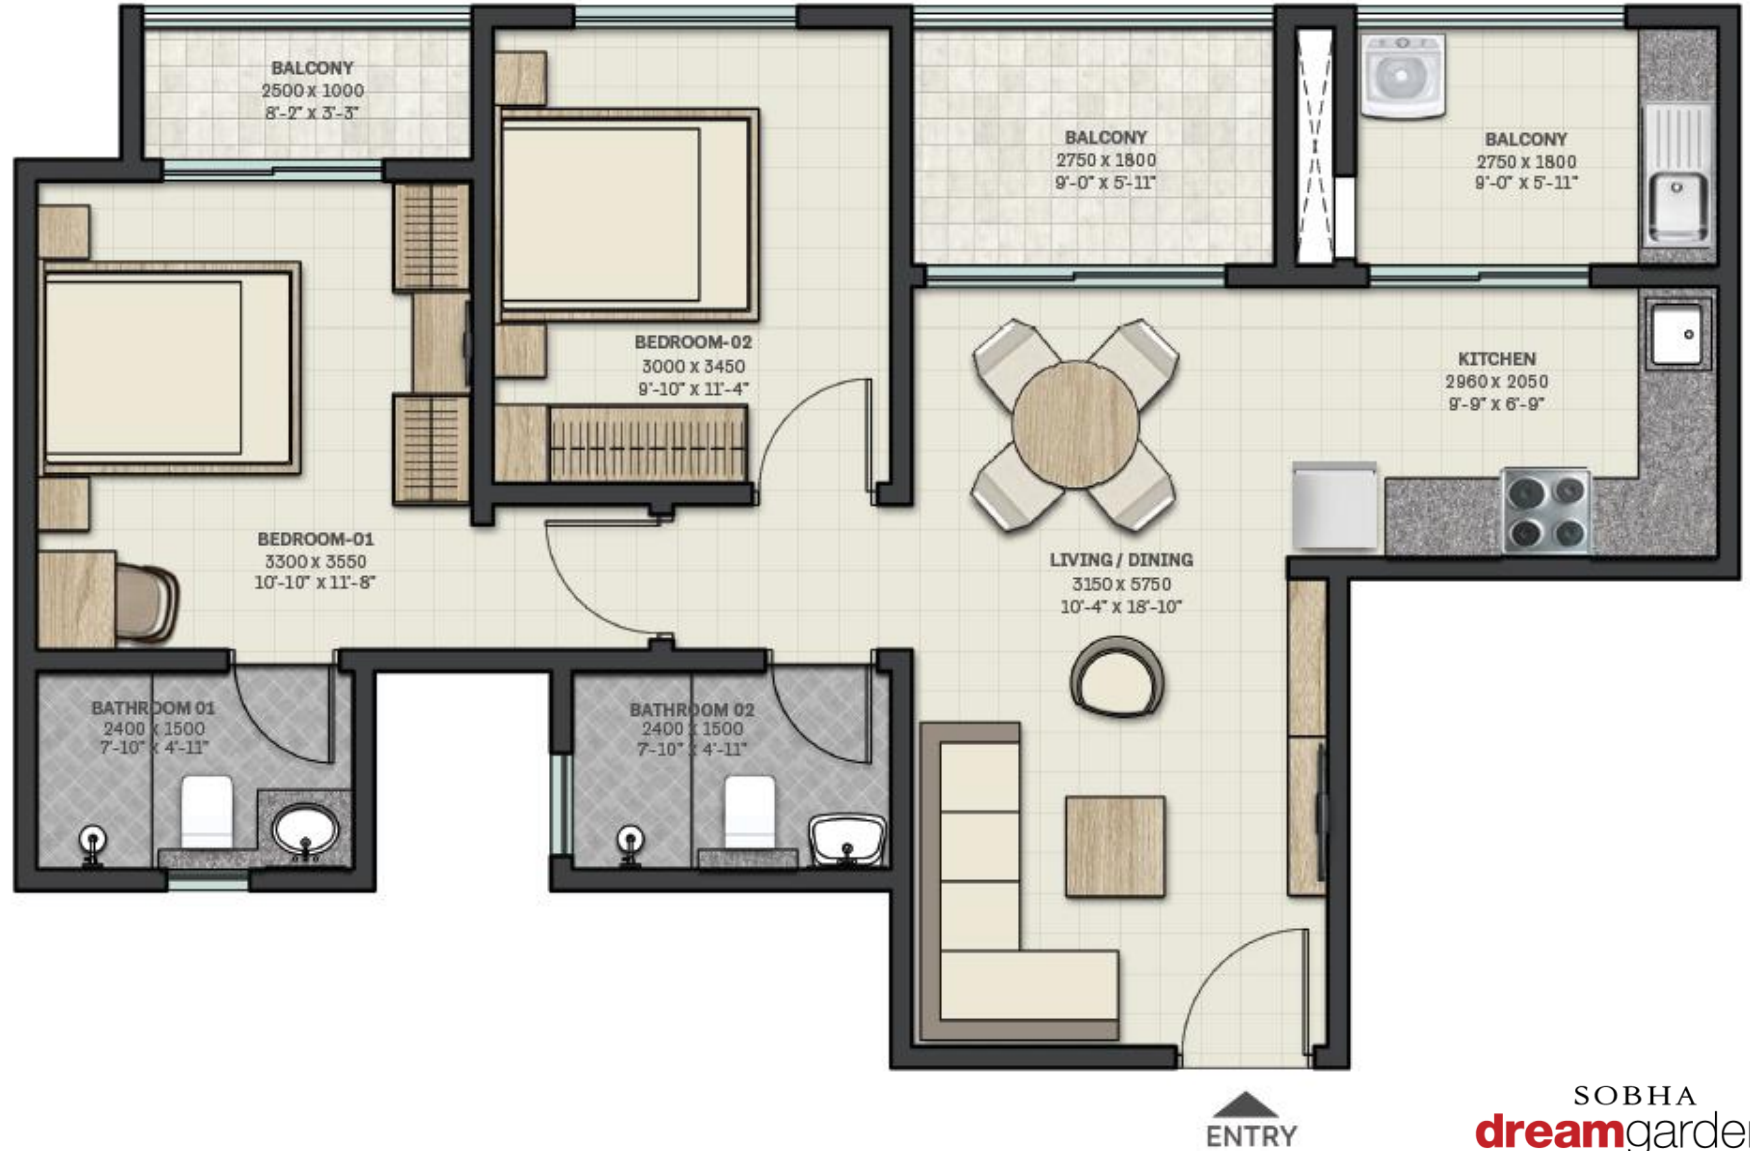 BALCONY
2500 x 1000
8'-2" x 3'-3"
BALCONY
2750 x 1800
9'-0" x 5'-11"
BALCONY
2750 x 1800
9'-0" x 5'-11"
BEDROOM-02
3000 x 3450
9'-10" x 11'-4"
KITCHEN
2960 x 2050
9'-9" x 6'-9"
BEDROOM-01
3300 x 3550
10'-10" x 11'-8"
LIVING / DINING
3150 x 5750
10'-4" x 18'-10"
BATHROOM 01
2400 x 1500
7'-10" x 4'-11"
BATHROOM 02
2400 x 1500
7'-10" x 4'-11"
ENTRY
SOBHA
dreamgarden